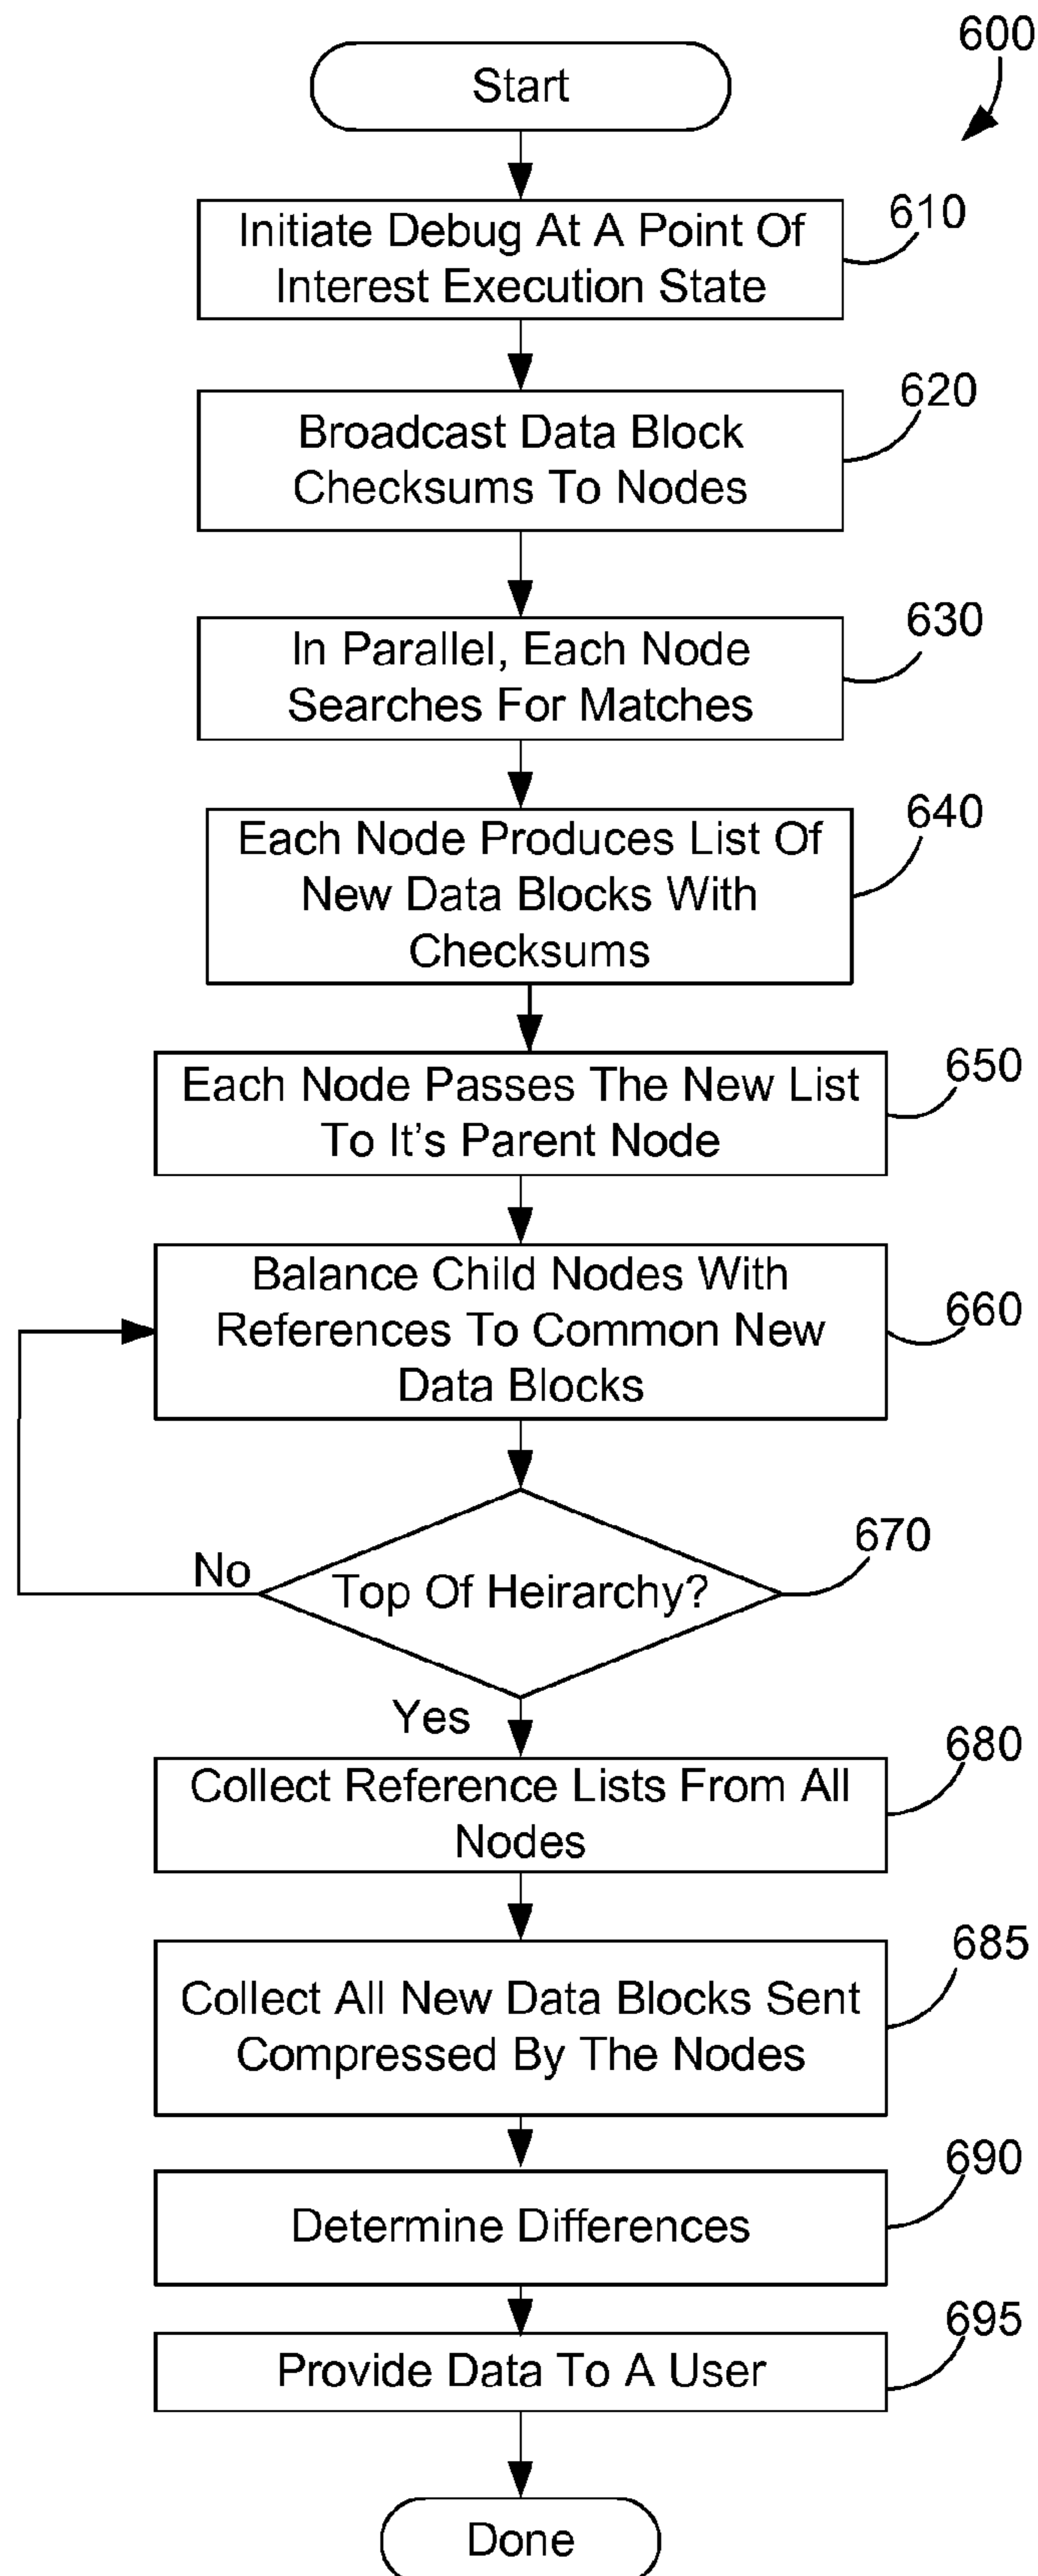 600
Start
610
Initiate Debug At A Point Of
Interest Execution State
620
Broadcast Data Block
Checksums To Nodes
630
In Parallel, Each Node
Searches For Matches
640
Each Node Produces List Of
New Data Blocks With
Checksums
650
Each Node Passes The New List
To It's Parent Node
660
Balance Child Nodes With
References To Common New
Data Blocks
670
No
Top Of Heirarchy?
Yes
680
Collect Reference Lists From All
Nodes
685
Collect All New Data Blocks Sent
Compressed By The Nodes
690
Determine Differences
695
Provide Data To A User
Done